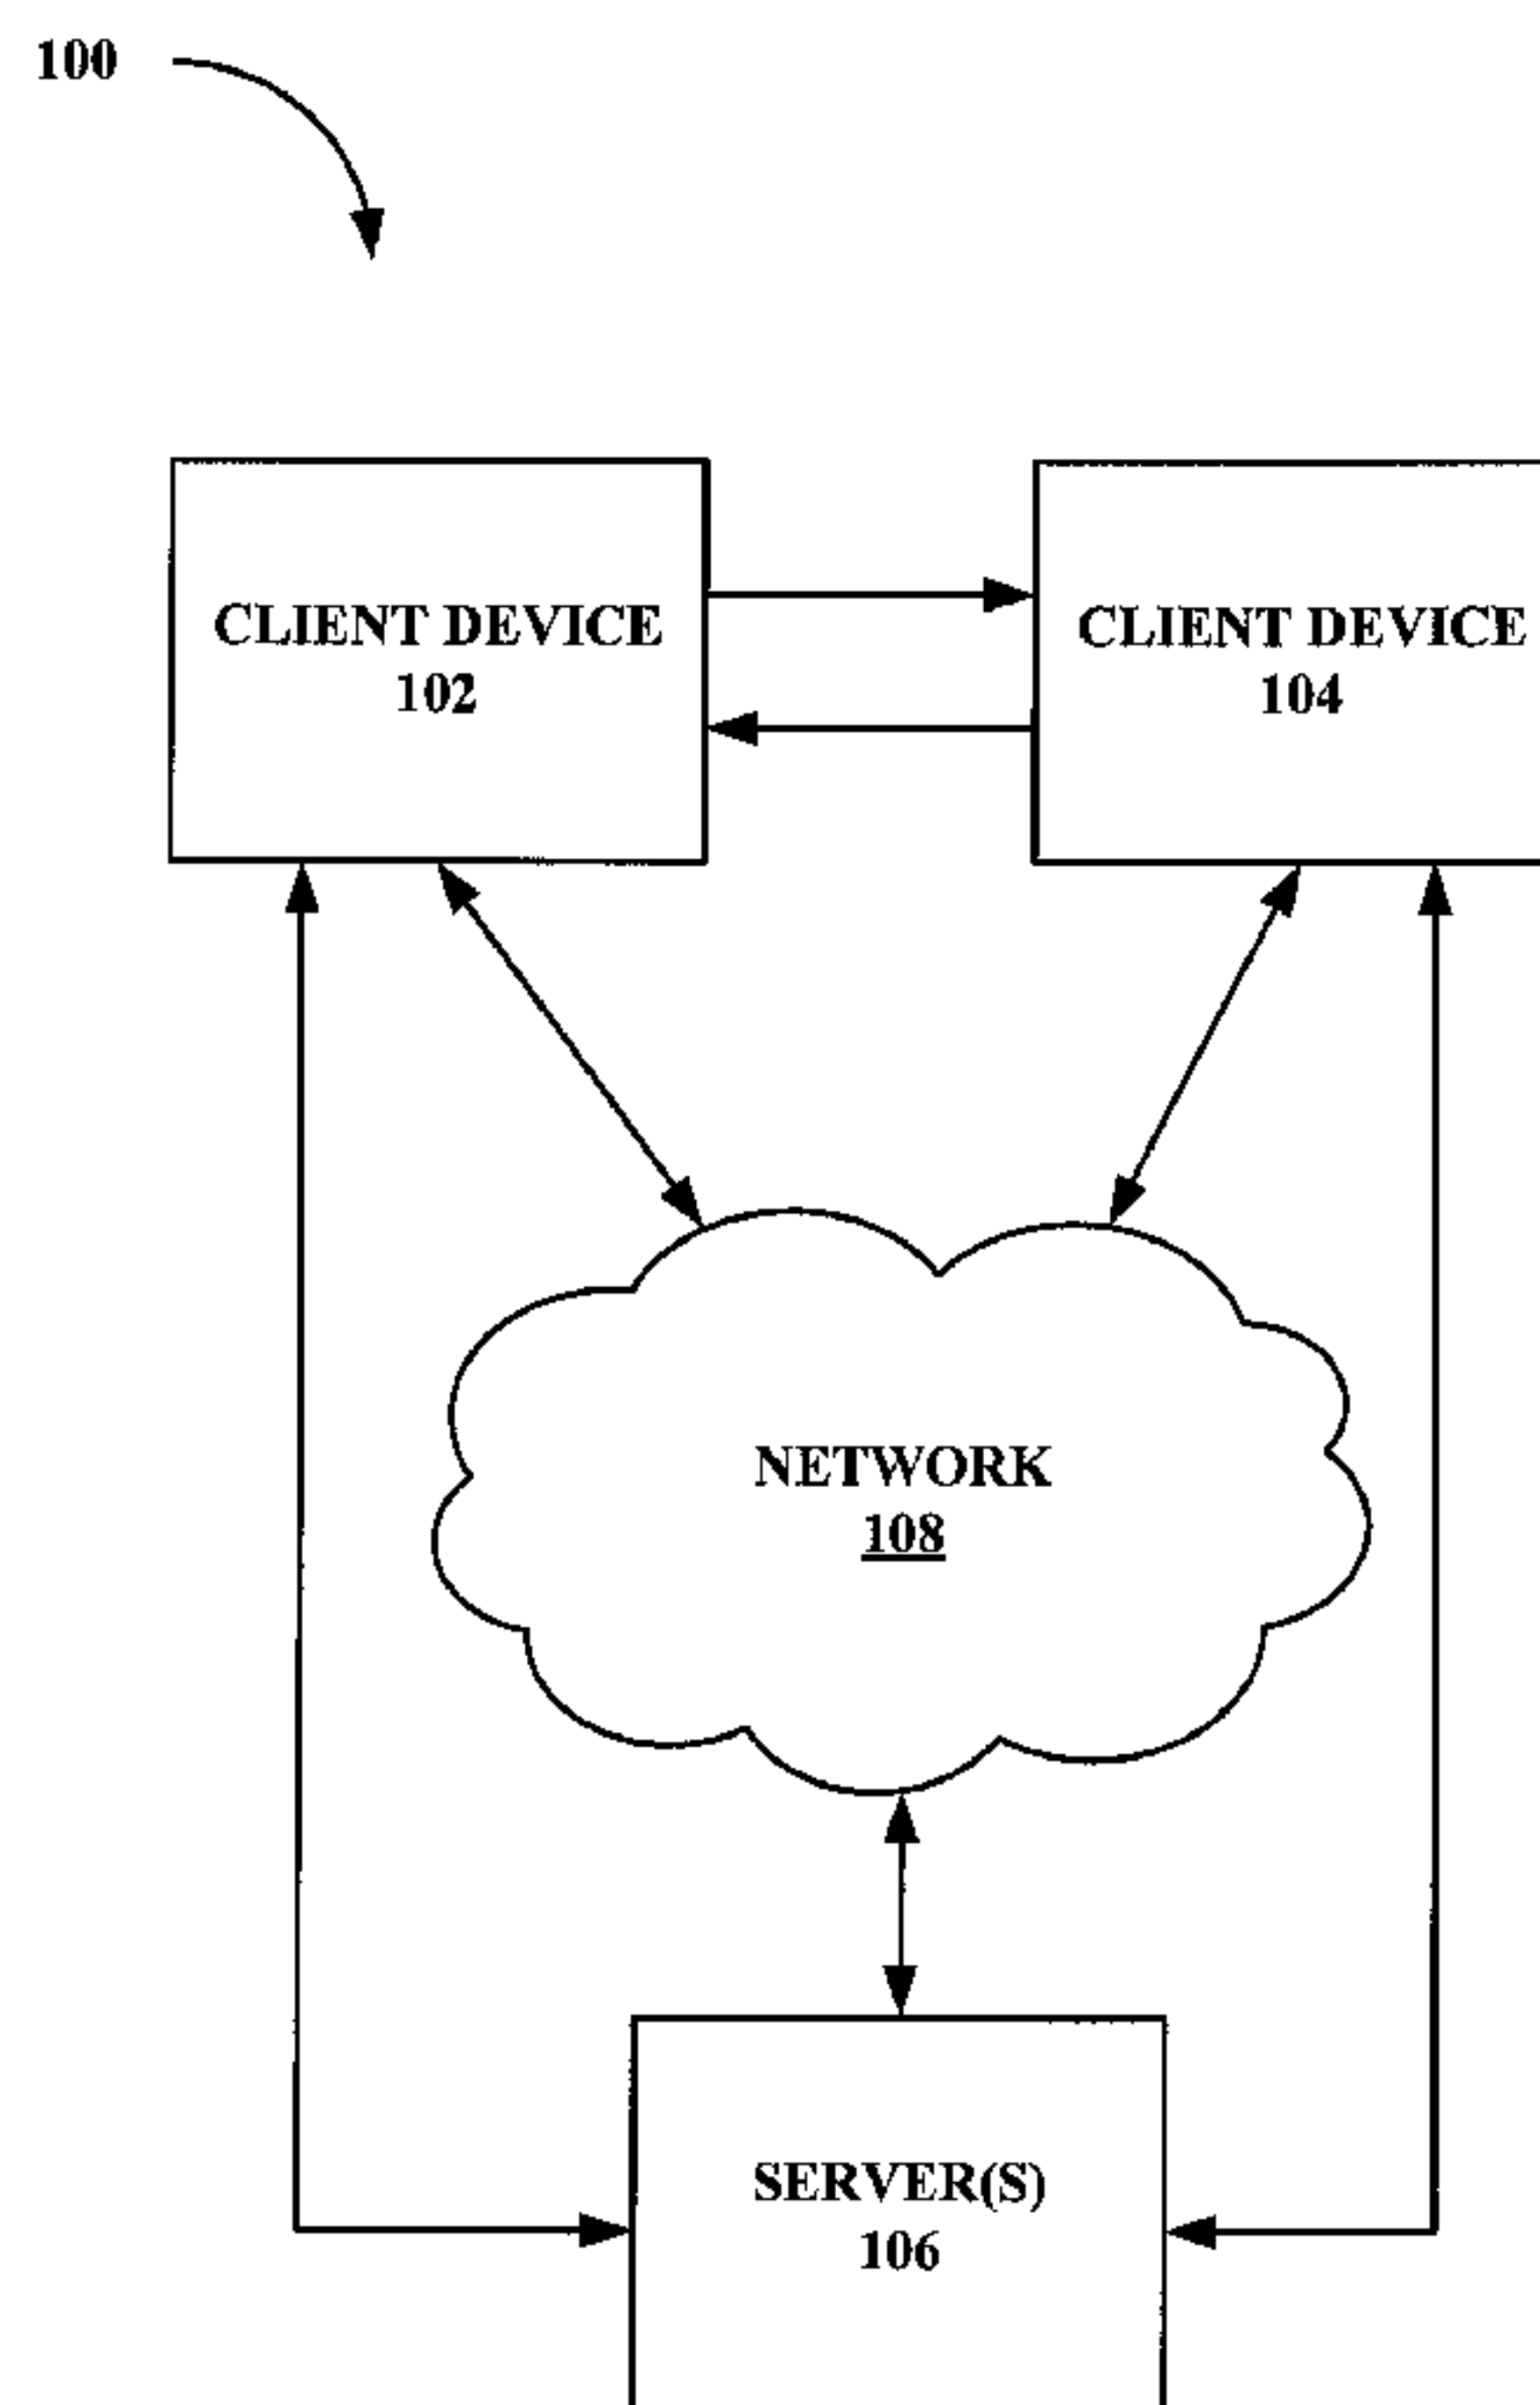 100
CLIENT DEVICE
102
CLIENT DEVICE
104
NETWORK
108
SERVER(S)
106